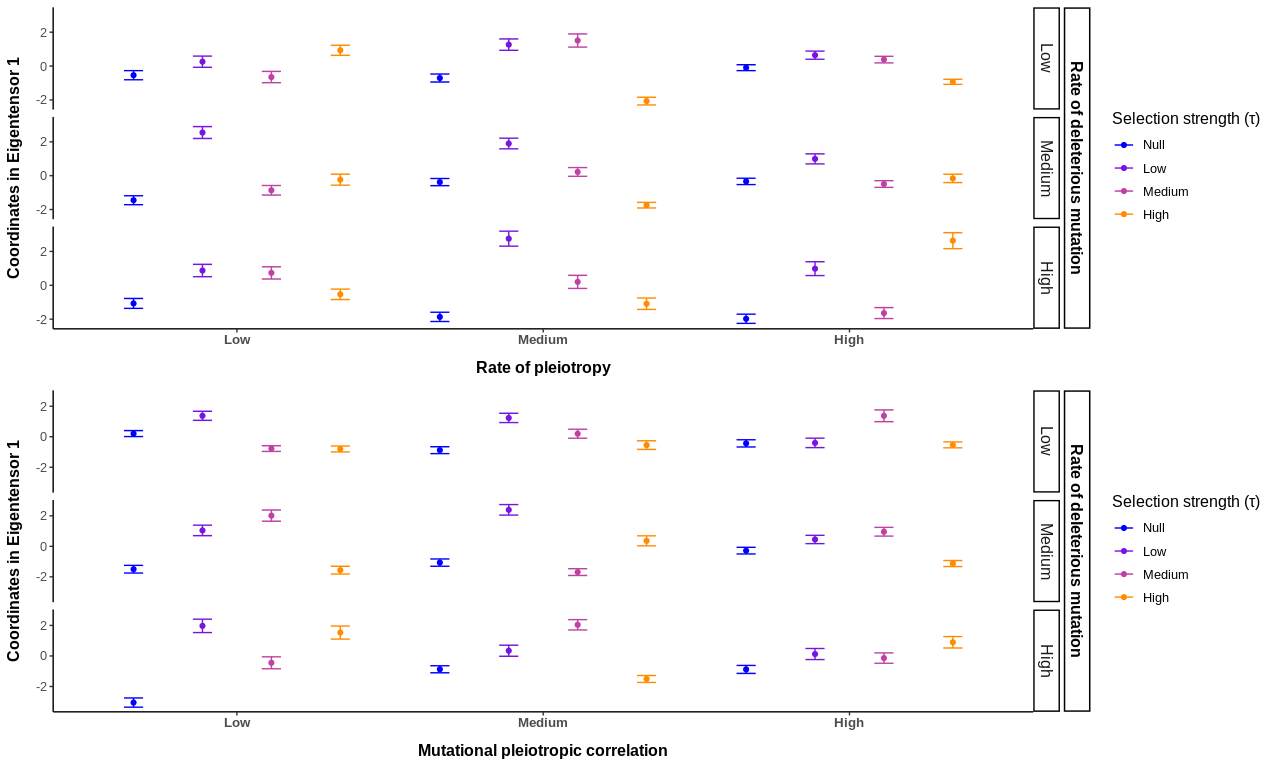 Coordinates in Eigentensor 1
2
0
-2
2
0
-2
2
0
-2
Low
Medium
High
Rate of pleiotropy
Low
Medium
High
Rate of deleterious mutation
Selection strength (τ)
Null
Low
Medium
High
Coordinates in Eigentensor 1
2
0
-2
2
0
-2
2
0
-2
Low
Medium
High
Mutational pleiotropic correlation
Low
Medium
High
Rate of deleterious mutation
Selection strength (τ)
Null
Low
Medium
High